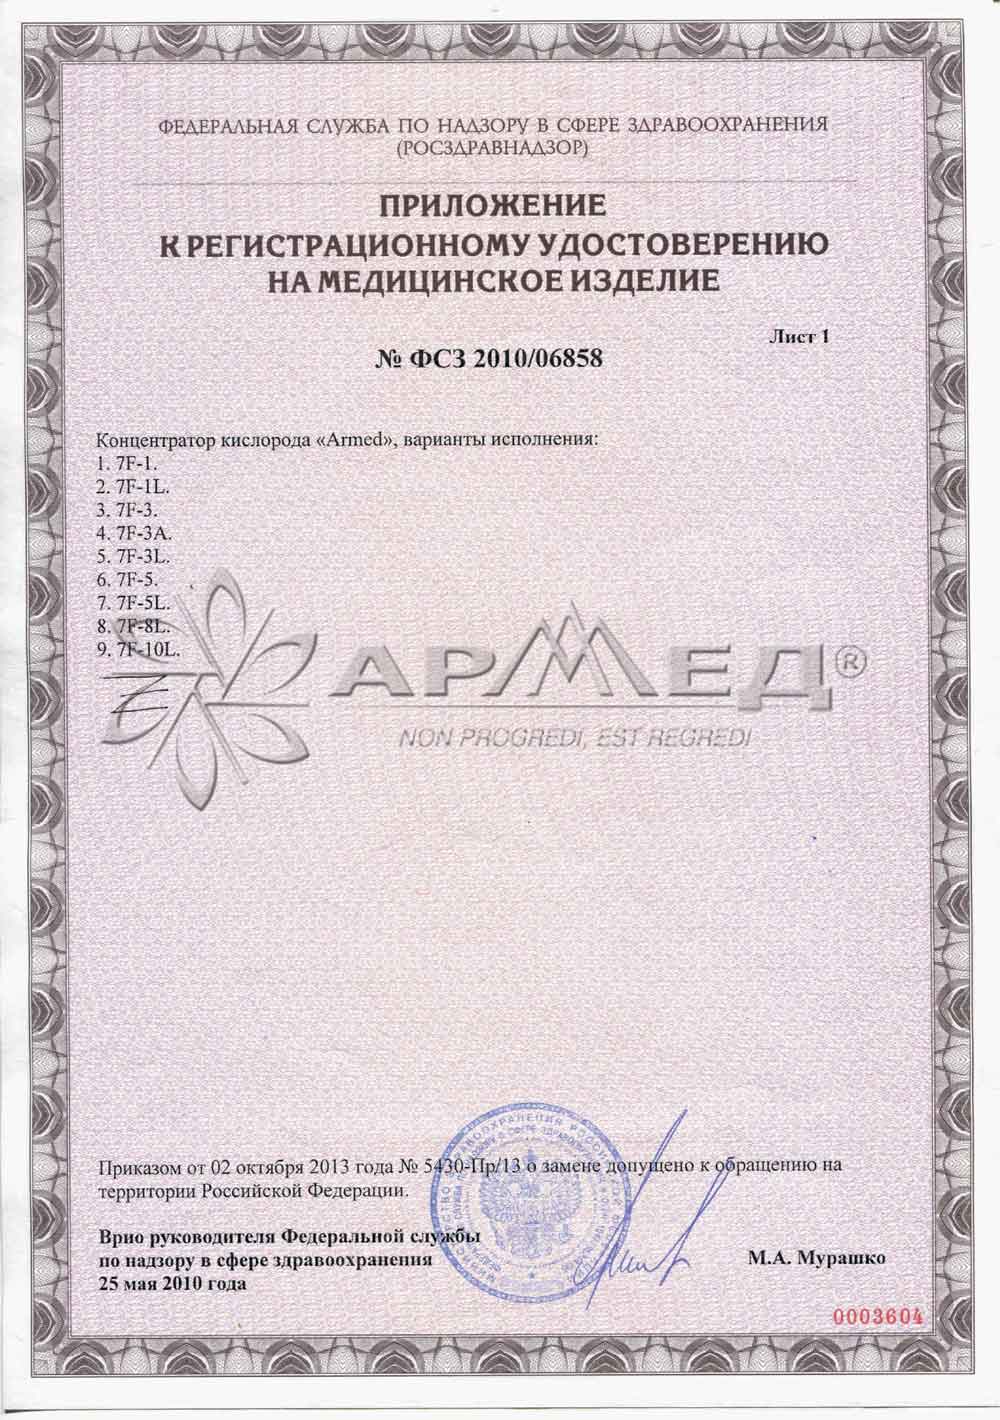 ФЕДЕРАЛЬНАЯ СЛУЖБА ПО НАДЗОРУ В СФЕРЕ ЗДРАВООХРАНЕНИЯ
(РОСЗДРАВНАДЗОР)
ПРИЛОЖЕНИЕ
К РЕГИСТРАЦИОННОМУ УДОСТОВЕРЕНИЮ
НА МЕДИЦИНСКОЕ ИЗДЕЛИЕ
Лист 1
№ ФСЗ 2010/06858
Концентратор кислорода «Armed», варианты исполнения:
1. 7F-1.
2. 7F-1L.
3. 7F-3.
4. 7F-3A.
5. 7F-3L.
6. 7F-5.
7. 7F-5L.
8. 7F-8L.
9. 7F-10L.
АРМЕД®
NON PROGREDI, EST REGREDI
Приказом от 02 октября 2013 года № 5430-Пр/13 о замене допущено к обращению на
территории Российской Федерации.
Врио руководителя Федеральной службы
по надзору в сфере здравоохранения
25 мая 2010 года
М.А. Мурашко
0003604